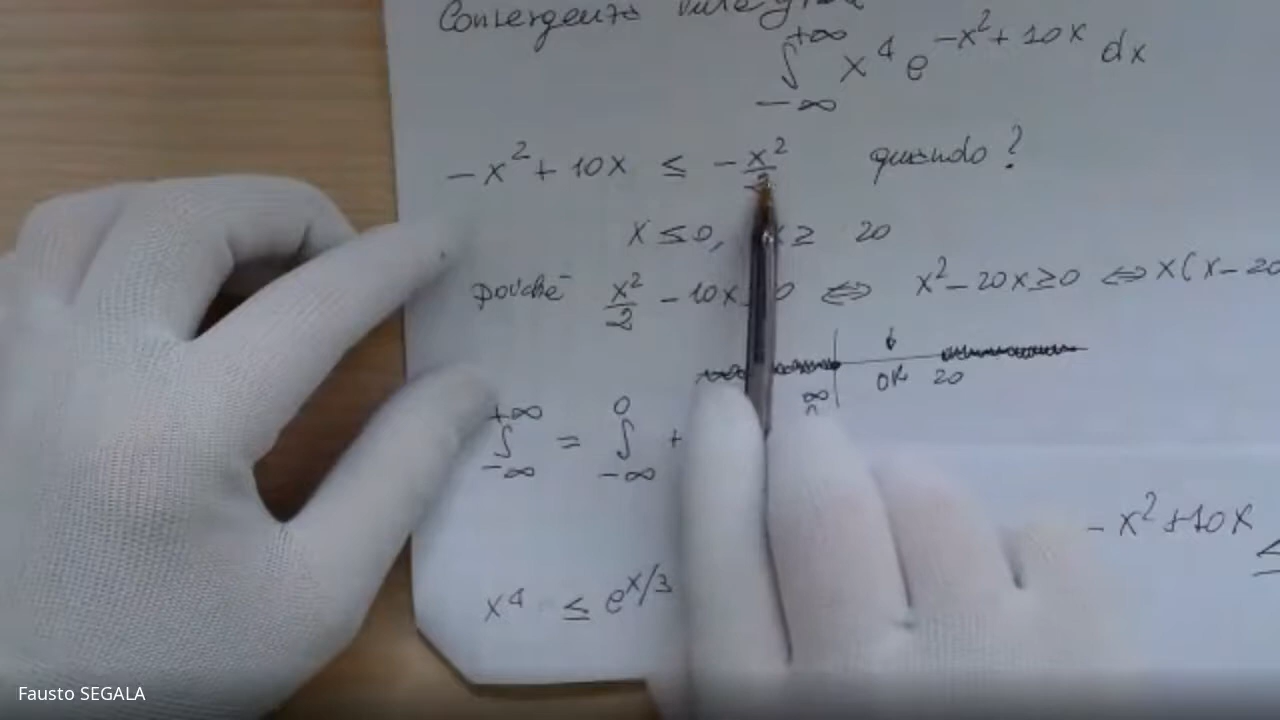 Convergenza
∫_{-∞}^{+∞} x⁴ e^{-x²+10x} dx
-x² + 10x ≤ -x²/2 quando?
x ≤ 0, x ≥ 20
poiché x²/2 - 10x ≥ 0 ⇔ x² - 20x ≥ 0 ⇔ x(x - 20
∞ OK 20
∫_{-∞}^{+∞} = ∫_{-∞}^{0} +
-x² + 10x ≤
x⁴ ≤ e^{x/3}
Fausto SEGALA